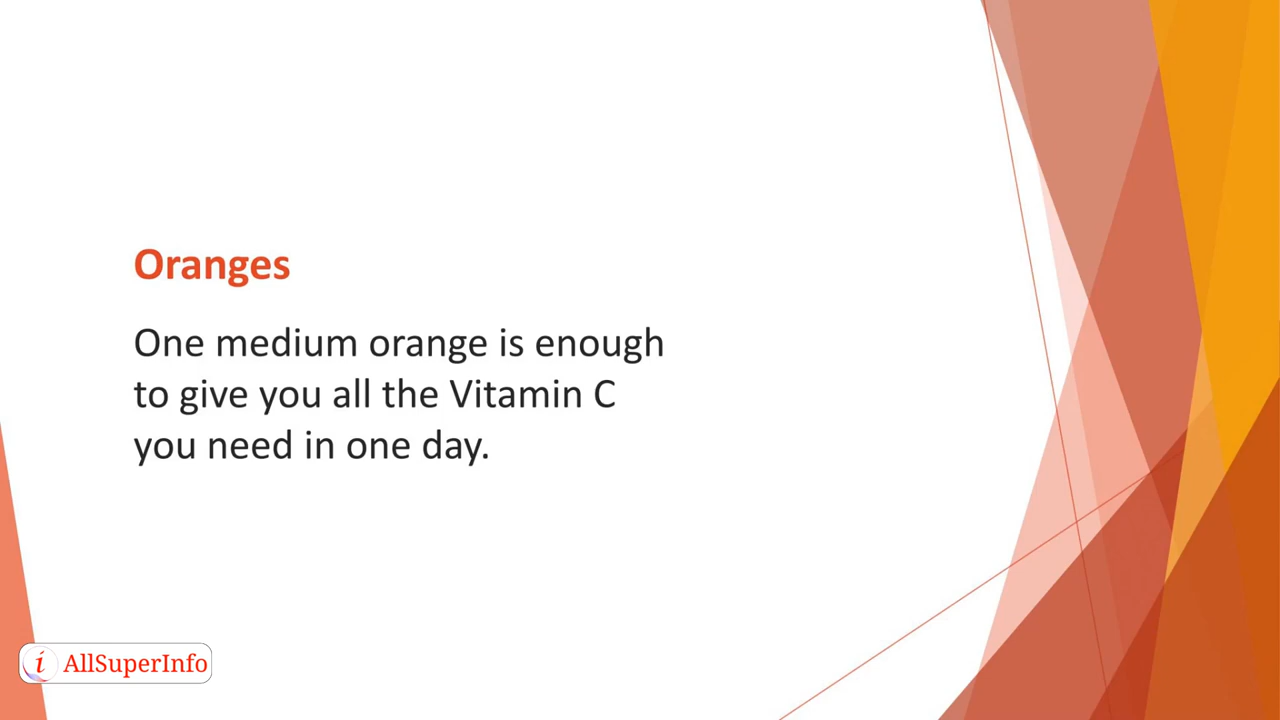 Oranges
One medium orange is enough
to give you all the Vitamin C
you need in one day.
i AllSuperInfo